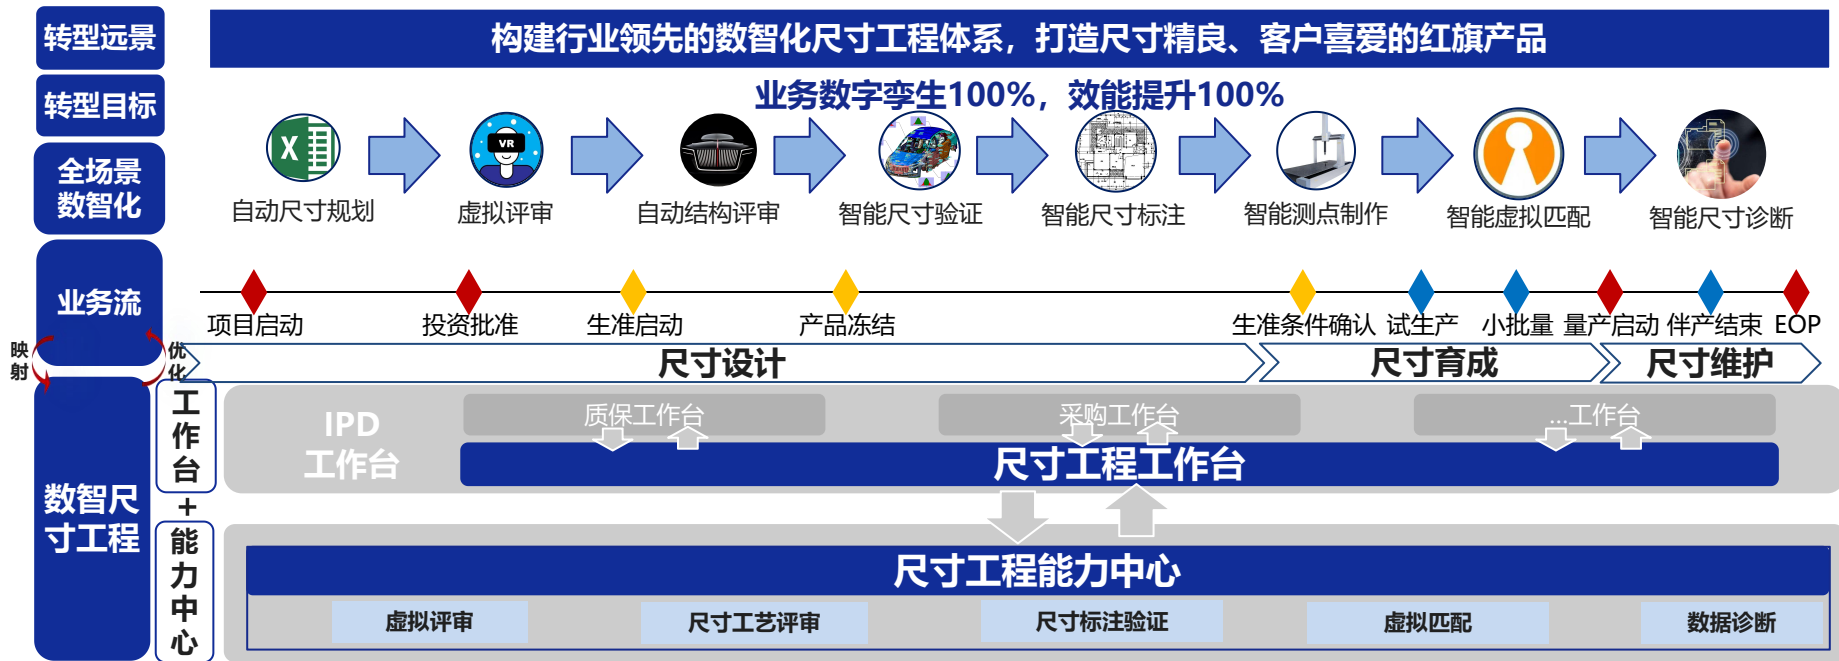 转型远景
构建行业领先的数智化尺寸工程体系，打造尺寸精良、客户喜爱的红旗产品
转型目标
业务数字孪生100%，效能提升100%
全场景
数智化
X
VR
自动尺寸规划
虚拟评审
自动结构评审
智能尺寸验证
智能尺寸标注
智能测点制作
智能虚拟匹配
智能尺寸诊断
业务流
项目启动
投资批准
生准启动
产品冻结
生准条件确认
试生产
小批量
量产启动
伴产结束
EOP
映射
优化
尺寸设计
尺寸育成
尺寸维护
数智尺
寸工程
工作台
+
能力中心
IPD
工作台
质保工作台
采购工作台
...工作台
尺寸工程工作台
尺寸工程能力中心
虚拟评审
尺寸工艺评审
尺寸标注验证
虚拟匹配
数据诊断